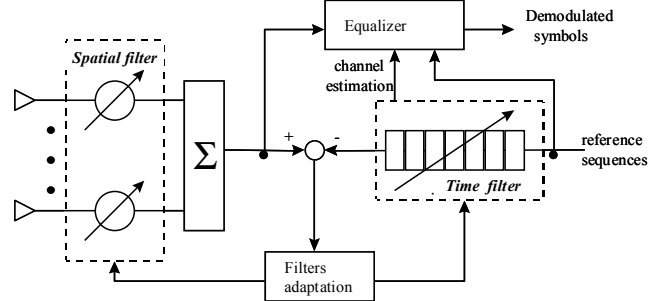 Equalizer
Demodulated
symbols
Spatial filter
channel
estimation
Σ
+
-
reference
sequences
Time filter
Filters
adaptation